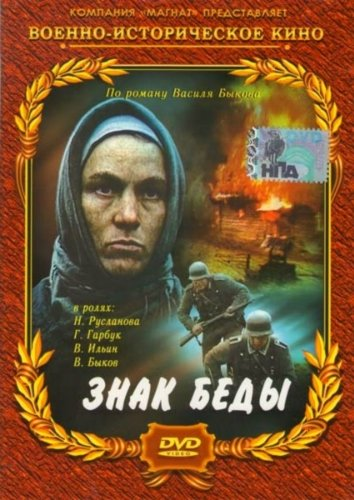 КОМПАНИЯ «МАГНАТ» ПРЕДСТАВЛЯЕТ
ВОЕННО-ИСТОРИЧЕСКОЕ КИНО
По роману Василя Быкова
НПА
в ролях:
Н. Русланова
Г. Гарбук
В. Ильин
В. Быков
ЗНАК БЕДЫ
DVD
VIDEO